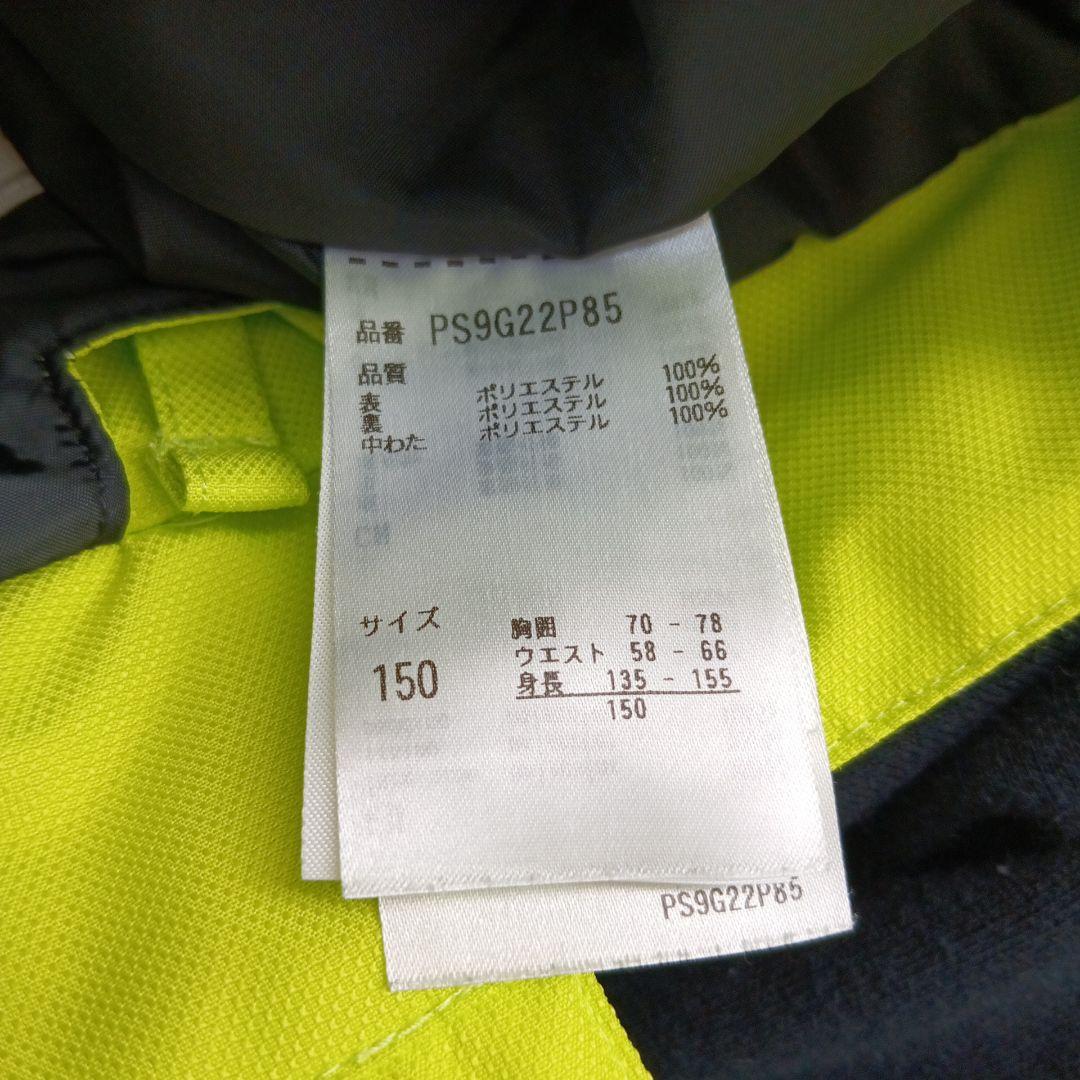 品番 PS9G22P85
品質
表 ポリエステル 100%
裏 ポリエステル 100%
中わた ポリエステル 100%
サイズ
150
胸囲 70 - 78
ウエスト 58 - 66
身長 135 - 155
150
PS9G22P85